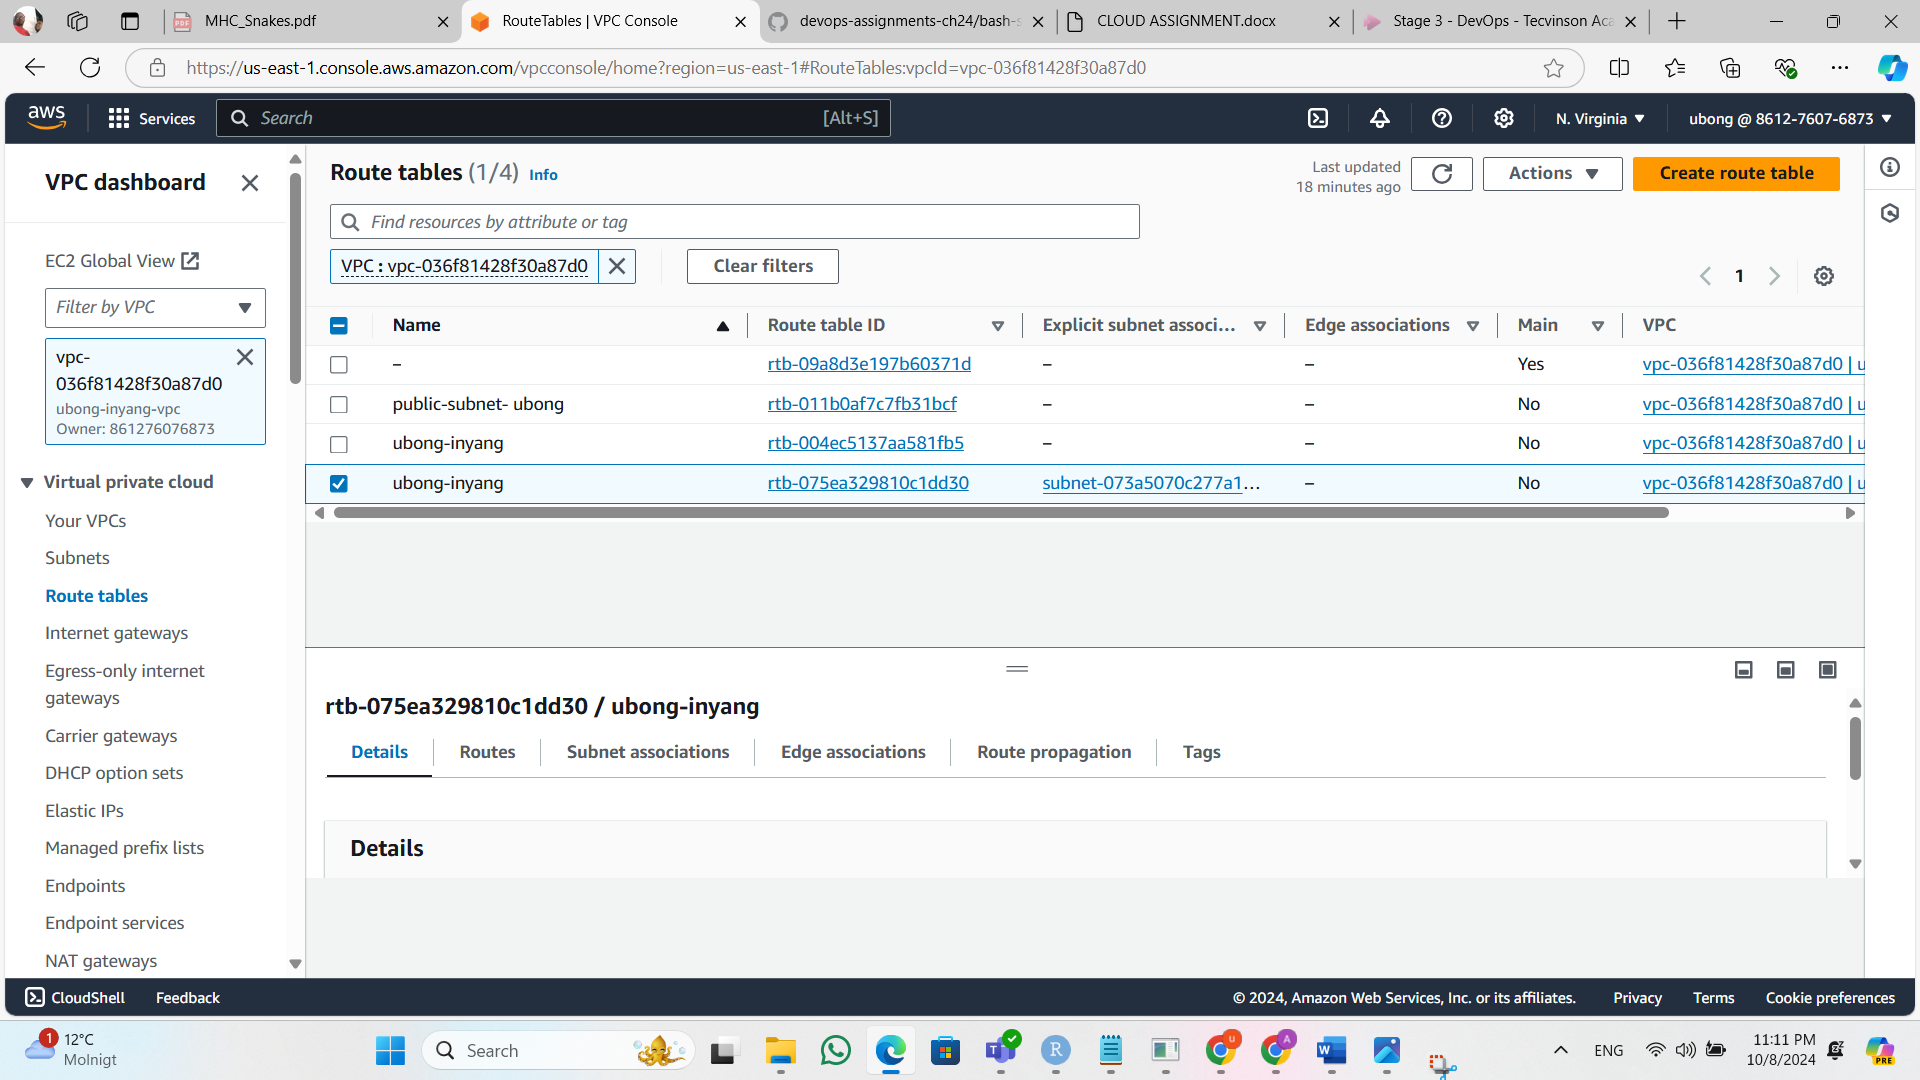 MHC_Snakes.pdf
RouteTables | VPC Console
devops-assignments-ch24/bash-s
CLOUD ASSIGNMENT.docx
Stage 3 - DevOps - Tecvinson Aca
https://us-east-1.console.aws.amazon.com/vpcconsole/home?region=us-east-1#RouteTables:vpcId=vpc-036f81428f30a87d0
aws
Services
Search
[Alt+S]
N. Virginia
ubong @ 8612-7607-6873
VPC dashboard
EC2 Global View
Filter by VPC
vpc-
036f81428f30a87d0
ubong-inyang-vpc
Owner: 861276076873
Virtual private cloud
Your VPCs
Subnets
Route tables
Internet gateways
Egress-only internet
gateways
Carrier gateways
DHCP option sets
Elastic IPs
Managed prefix lists
Endpoints
Endpoint services
NAT gateways
Route tables (1/4) Info
Last updated
18 minutes ago
Actions
Create route table
Find resources by attribute or tag
VPC : vpc-036f81428f30a87d0
Clear filters
1
Name Route table ID Explicit subnet associ... Edge associations Main VPC
– rtb-09a8d3e197b60371d – – Yes vpc-036f81428f30a87d0 | u
public-subnet- ubong rtb-011b0af7c7fb31bcf – – No vpc-036f81428f30a87d0 | u
ubong-inyang rtb-004ec5137aa581fb5 – – No vpc-036f81428f30a87d0 | u
ubong-inyang rtb-075ea329810c1dd30 subnet-073a5070c277a1... – No vpc-036f81428f30a87d0 | u
rtb-075ea329810c1dd30 / ubong-inyang
Details Routes Subnet associations Edge associations Route propagation Tags
Details
CloudShell
Feedback
© 2024, Amazon Web Services, Inc. or its affiliates.
Privacy
Terms
Cookie preferences
1
12°C
Molnigt
Search
ENG
11:11 PM
10/8/2024
PRE